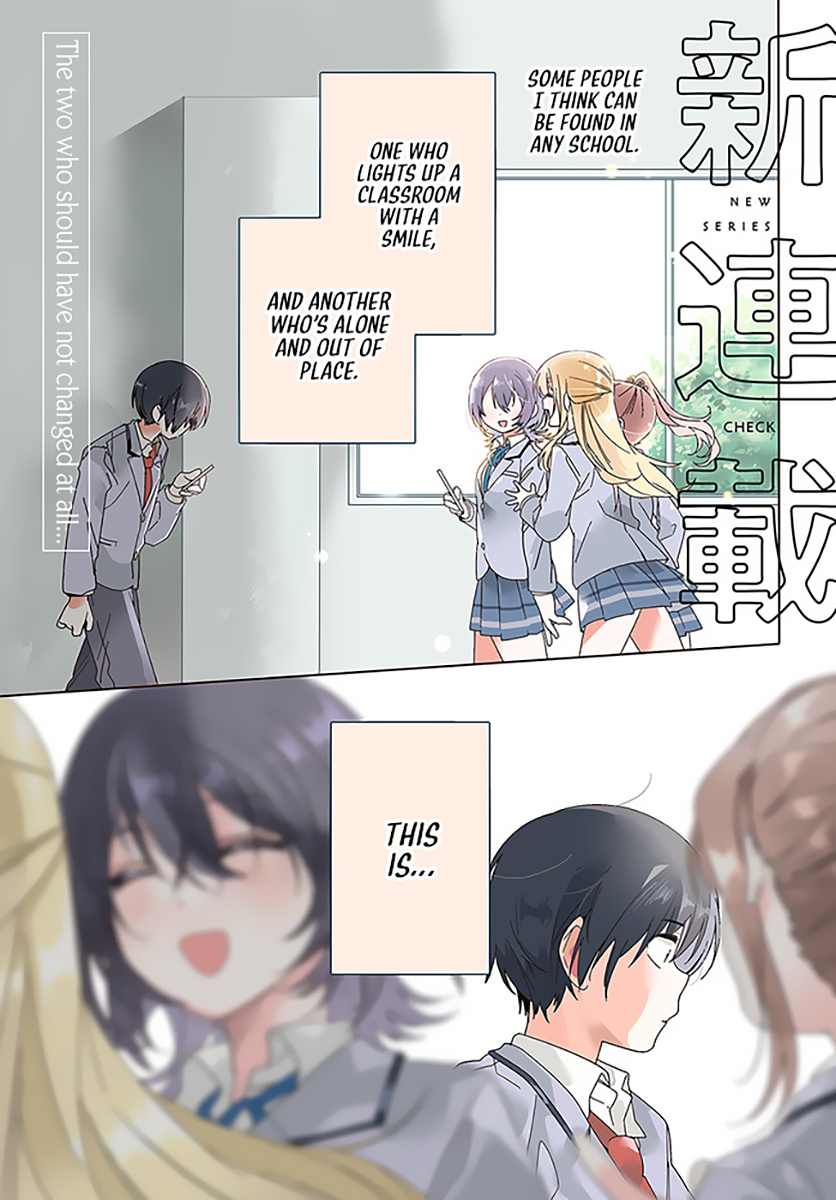 新連載
NEW
SERIES
CHECK
SOME PEOPLE
I THINK CAN
BE FOUND IN
ANY SCHOOL.
ONE WHO
LIGHTS UP A
CLASSROOM
WITH A
SMILE,
AND ANOTHER
WHO'S ALONE
AND OUT OF
PLACE.
The two who should have not changed at all...
THIS
IS...